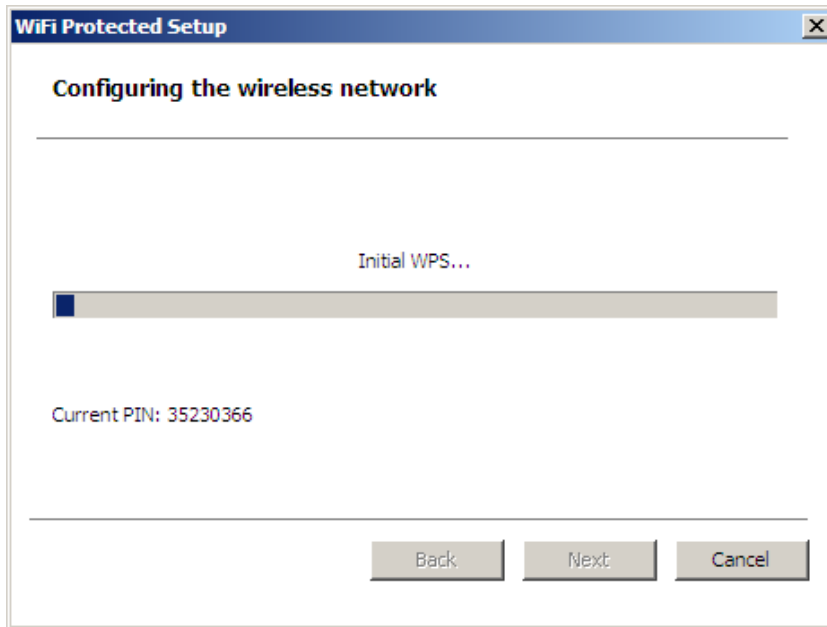 WiFi Protected Setup
Configuring the wireless network
Initial WPS...
Current PIN: 35230366
Back Next Cancel